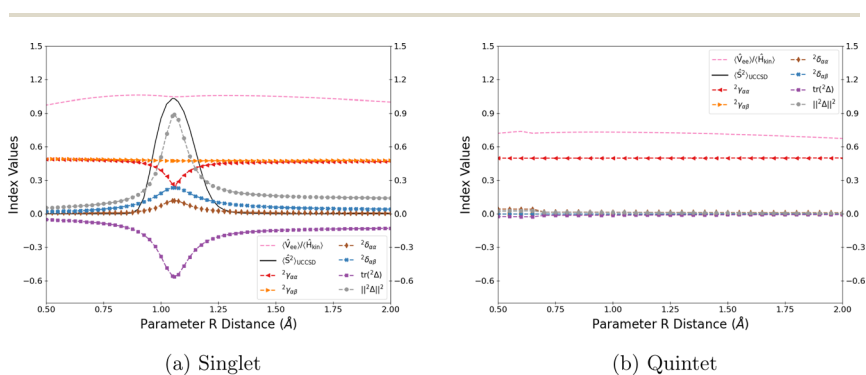 1.5 1.5
1.2 1.2
0.9 0.9
0.6 0.6
0.3 0.3
0.0 0.0
−0.3 −0.3
−0.6 −0.6
Index Values
0.50 0.75 1.00 1.25 1.50 1.75 2.00
Parameter R Distance (Å)
⟨V̂ee⟩/⟨Ĥkin⟩ ²δαα
⟨Ŝ²⟩UCCSD ²δαβ
²γαα tr(²Δ)
²γαβ ||²Δ||²
(a) Singlet
1.5 1.5
1.2 1.2
0.9 0.9
0.6 0.6
0.3 0.3
0.0 0.0
−0.3 −0.3
−0.6 −0.6
Index Values
⟨V̂ee⟩/⟨Ĥkin⟩ ²δαα
⟨Ŝ²⟩UCCSD ²δαβ
²γαα tr(²Δ)
²γαβ ||²Δ||²
0.50 0.75 1.00 1.25 1.50 1.75 2.00
Parameter R Distance (Å)
(b) Quintet